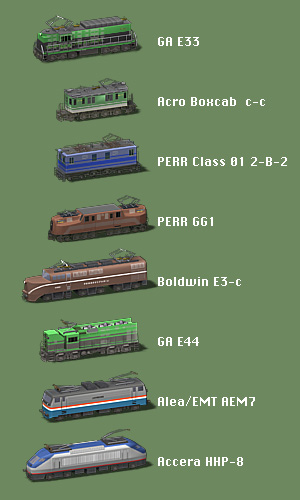 GA E33
Acro Boxcab c-c
PERR Class 01 2-B-2
PERR GG1
Boldwin E3-c
GA E44
Alea/EMT AEM7
Accera HHP-8